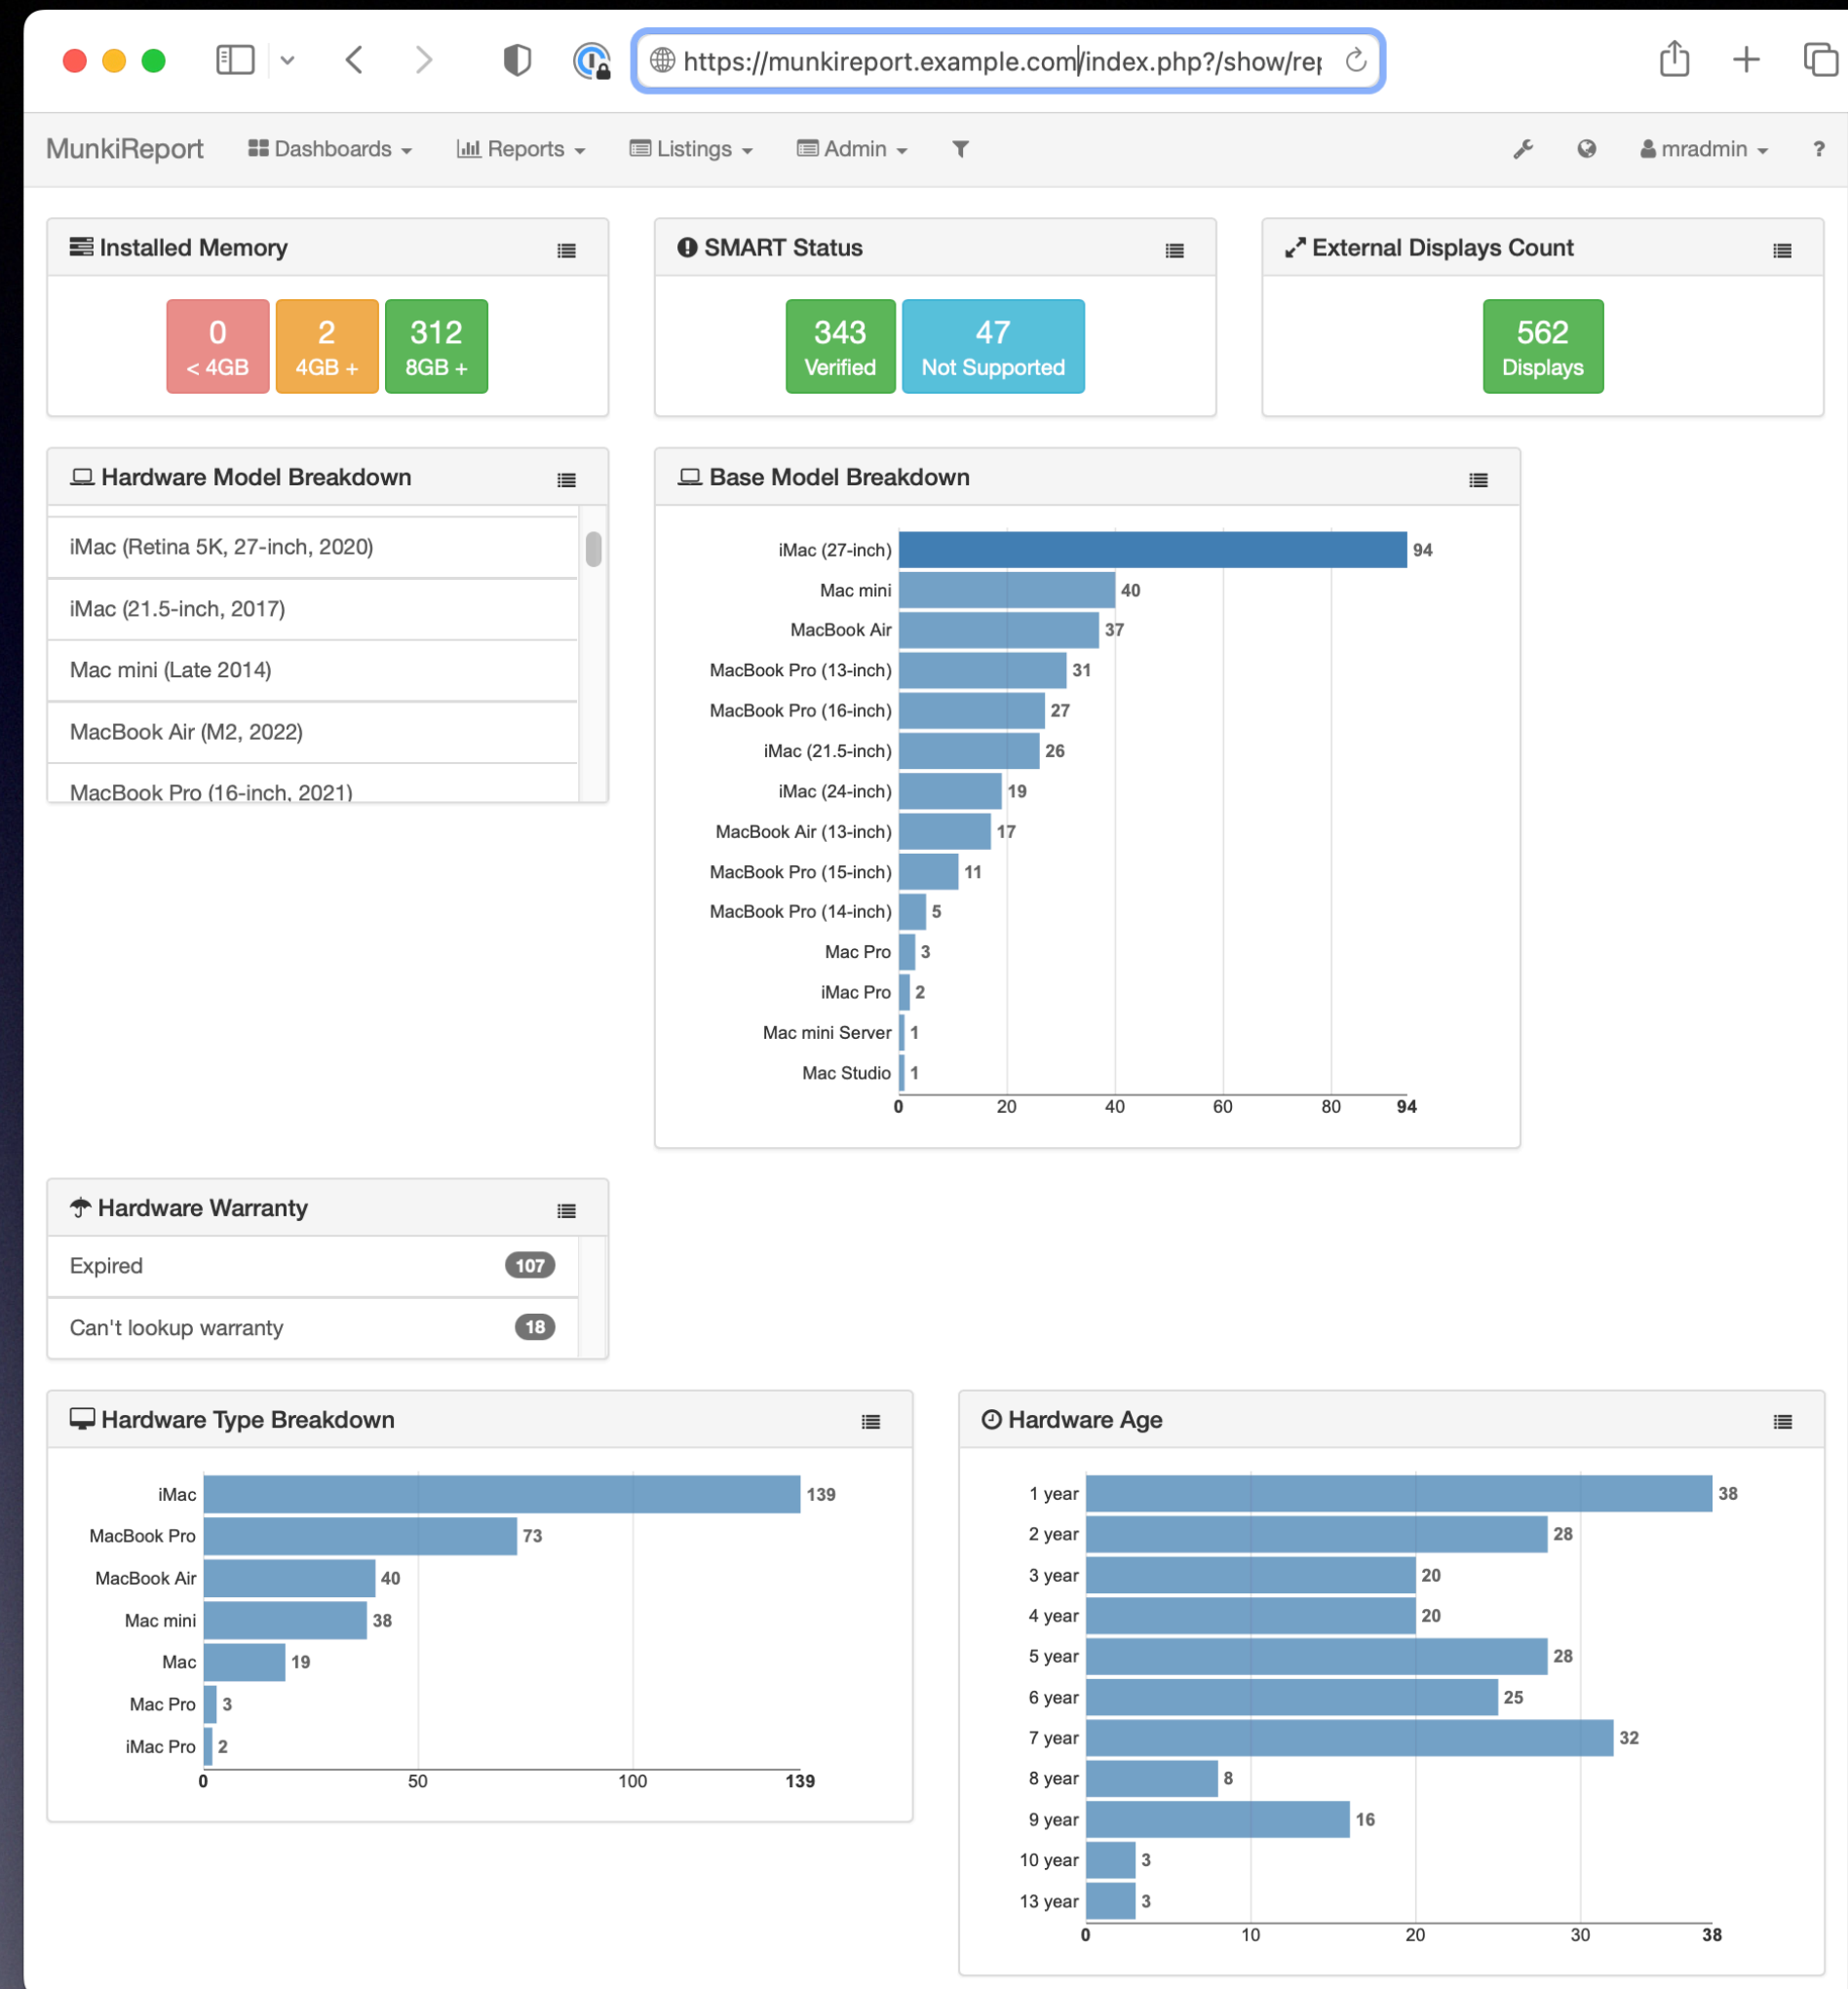 https://munkireport.example.com/index.php?/show/rep
MunkiReport Dashboards Reports Listings Admin mradmin ?
Installed Memory
0 2 312
< 4GB 4GB + 8GB +
SMART Status
343 47
Verified Not Supported
External Displays Count
562
Displays
Hardware Model Breakdown
iMac (Retina 5K, 27-inch, 2020)
iMac (21.5-inch, 2017)
Mac mini (Late 2014)
MacBook Air (M2, 2022)
MacBook Pro (16-inch, 2021)
Base Model Breakdown
iMac (27-inch) 94
Mac mini 40
MacBook Air 37
MacBook Pro (13-inch) 31
MacBook Pro (16-inch) 27
iMac (21.5-inch) 26
iMac (24-inch) 19
MacBook Air (13-inch) 17
MacBook Pro (15-inch) 11
MacBook Pro (14-inch) 5
Mac Pro 3
iMac Pro 2
Mac mini Server 1
Mac Studio 1
0 20 40 60 80 94
Hardware Warranty
Expired 107
Can't lookup warranty 18
Hardware Type Breakdown
iMac 139
MacBook Pro 73
MacBook Air 40
Mac mini 38
Mac 19
Mac Pro 3
iMac Pro 2
0 50 100 139
Hardware Age
1 year 38
2 year 28
3 year 20
4 year 20
5 year 28
6 year 25
7 year 32
8 year 8
9 year 16
10 year 3
13 year 3
0 10 20 30 38